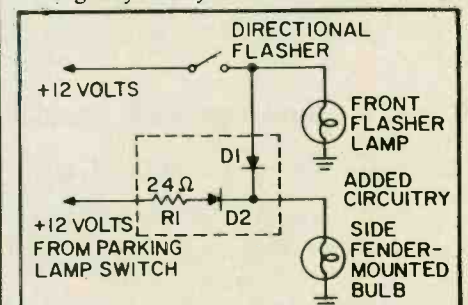 DIRECTIONAL
FLASHER
+12 VOLTS
FRONT
FLASHER
LAMP
D1
ADDED
CIRCUITRY
24Ω
R1
D2
+12 VOLTS
FROM PARKING
LAMP SWITCH
SIDE
FENDER-
MOUNTED
BULB